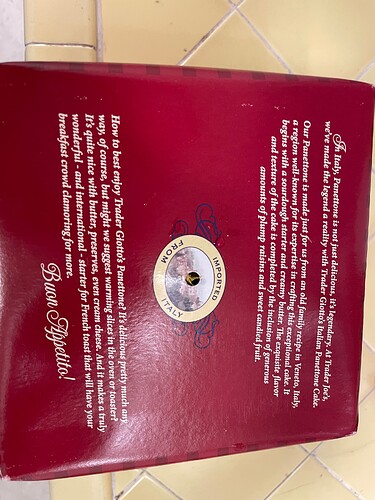 In Italy, Panettone is not just delicious, it's legendary. At Trader Joe's,
we've made the legend a reality with Trader Giotto's Italian Panettone Cake.
Our Panettone is made just for us from an old family recipe in Veneto, Italy,
a region well-known for its expertise in crafting this exceptional cake. It
begins with a sourdough starter and creamy butter. The exquisite flavor
and texture of the cake is completed by the inclusion of generous
amounts of plump raisins and sweet candied fruit.
IMPORTED
FROM ITALY
How to best enjoy Trader Giotto's Panettone? It's delicious pretty much any
way, of course, but might we suggest warming slices in the oven or toaster?
It's quite nice with butter, preserves, even cream cheese. And it makes a truly
wonderful - and international - starter for French toast that will have your
breakfast crowd clamoring for more.
Buon Appetito!